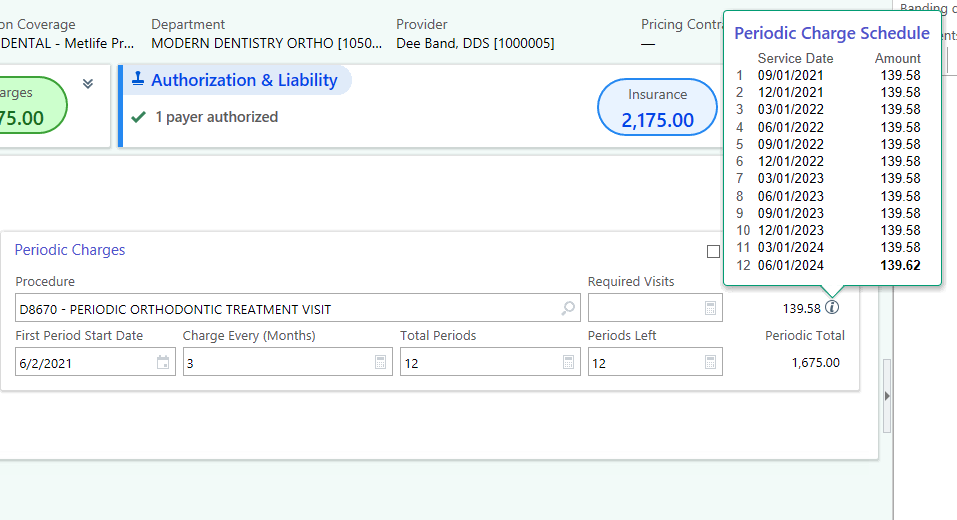 on Coverage
DENTAL - Metlife Pr...
Department
MODERN DENTISTRY ORTHO [1050...
Provider
Dee Band, DDS [1000005]
Pricing Contra
—
Banding
arges
75.00
Authorization & Liability
1 payer authorized
Insurance
2,175.00
Periodic Charge Schedule
Service Date Amount
1 09/01/2021 139.58
2 12/01/2021 139.58
3 03/01/2022 139.58
4 06/01/2022 139.58
5 09/01/2022 139.58
6 12/01/2022 139.58
7 03/01/2023 139.58
8 06/01/2023 139.58
9 09/01/2023 139.58
10 12/01/2023 139.58
11 03/01/2024 139.58
12 06/01/2024 139.62
Periodic Charges
Procedure
D8670 - PERIODIC ORTHODONTIC TREATMENT VISIT
Required Visits
139.58
First Period Start Date
6/2/2021
Charge Every (Months)
3
Total Periods
12
Periods Left
12
Periodic Total
1,675.00